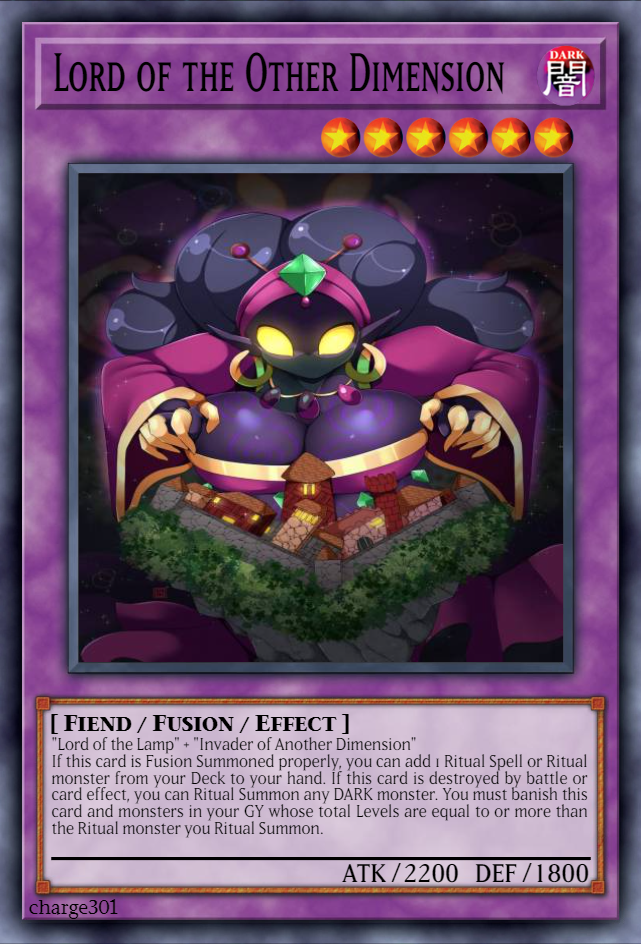 Lord of the Other Dimension
DARK
闇
[ Fiend / Fusion / Effect ]
"Lord of the Lamp" + "Invader of Another Dimension"
If this card is Fusion Summoned properly, you can add 1 Ritual Spell or Ritual
monster from your Deck to your hand. If this card is destroyed by battle or
card effect, you can Ritual Summon any DARK monster. You must banish this
card and monsters in your GY whose total Levels are equal to or more than
the Ritual monster you Ritual Summon.
ATK/2200 DEF/1800
charge301